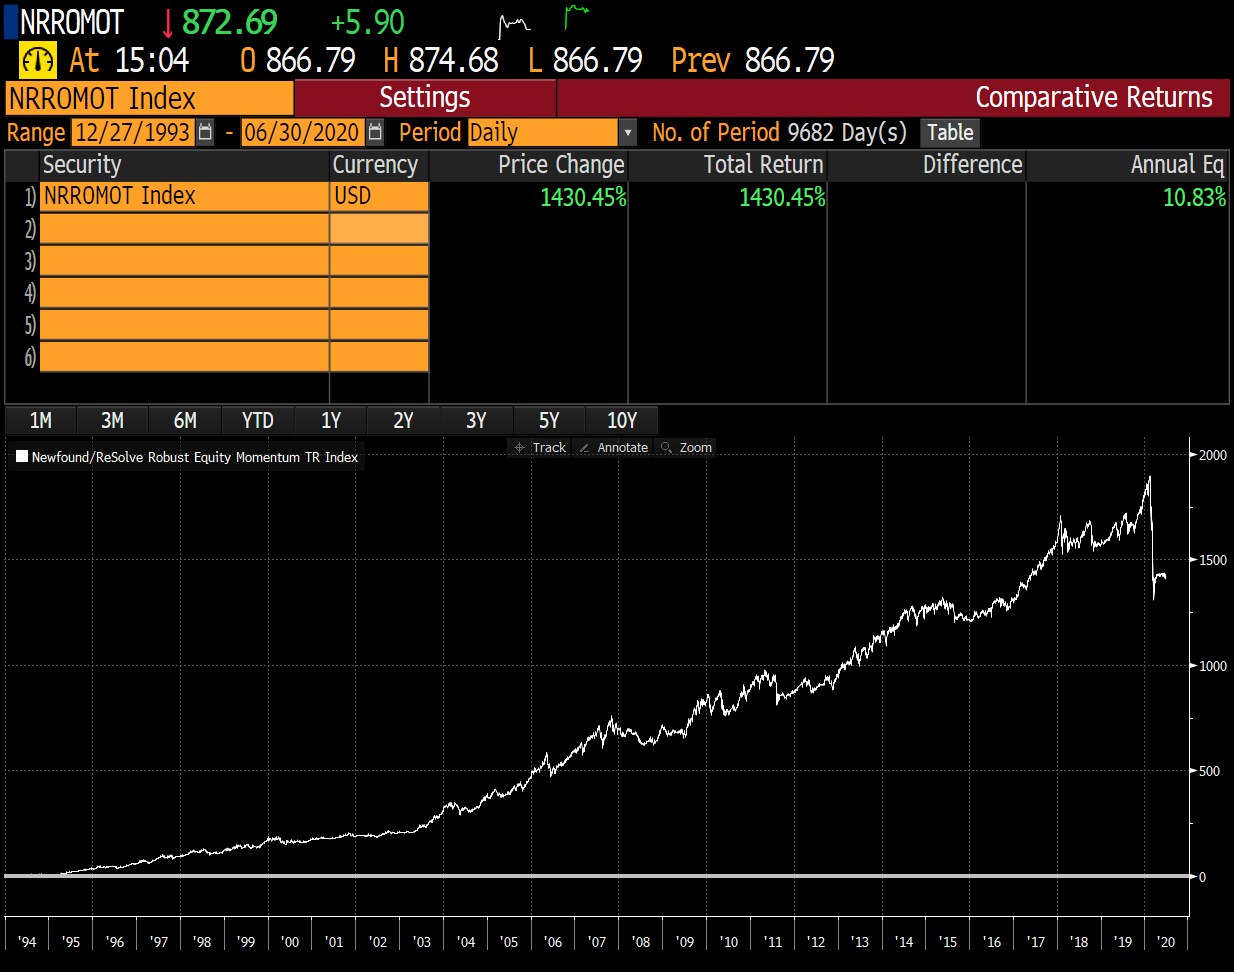 NRROMOT ↓872.69 +5.90
At 15:04 O 866.79 H 874.68 L 866.79 Prev 866.79
NRROMOT Index Settings Comparative Returns
Range 12/27/1993 - 06/30/2020 Period Daily No. of Period 9682 Day(s) Table
Security Currency Price Change Total Return Difference Annual Eq
1) NRROMOT Index USD 1430.45% 1430.45% 10.83%
2)
3)
4)
5)
6)
1M 3M 6M YTD 1Y 2Y 3Y 5Y 10Y
Track Annotate Zoom
Newfound/ReSolve Robust Equity Momentum TR Index
2000
1500
1000
500
0
'94 '95 '96 '97 '98 '99 '00 '01 '02 '03 '04 '05 '06 '07 '08 '09 '10 '11 '12 '13 '14 '15 '16 '17 '18 '19 '20